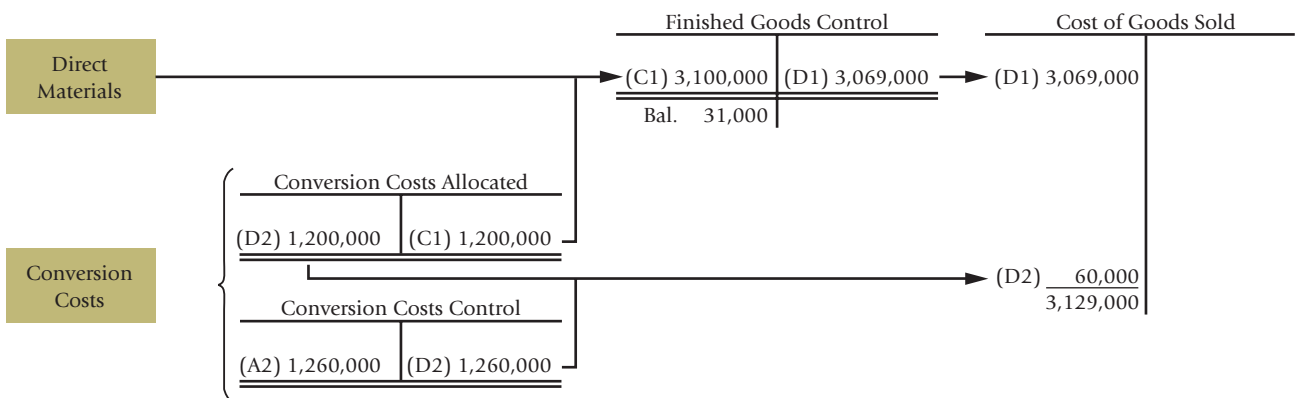 Finished Goods Control
Cost of Goods Sold
Direct
Materials
(C1) 3,100,000 (D1) 3,069,000
(D1) 3,069,000
Bal. 31,000
Conversion Costs Allocated
(D2) 1,200,000 (C1) 1,200,000
Conversion
Costs
(D2) 60,000
3,129,000
Conversion Costs Control
(A2) 1,260,000 (D2) 1,260,000